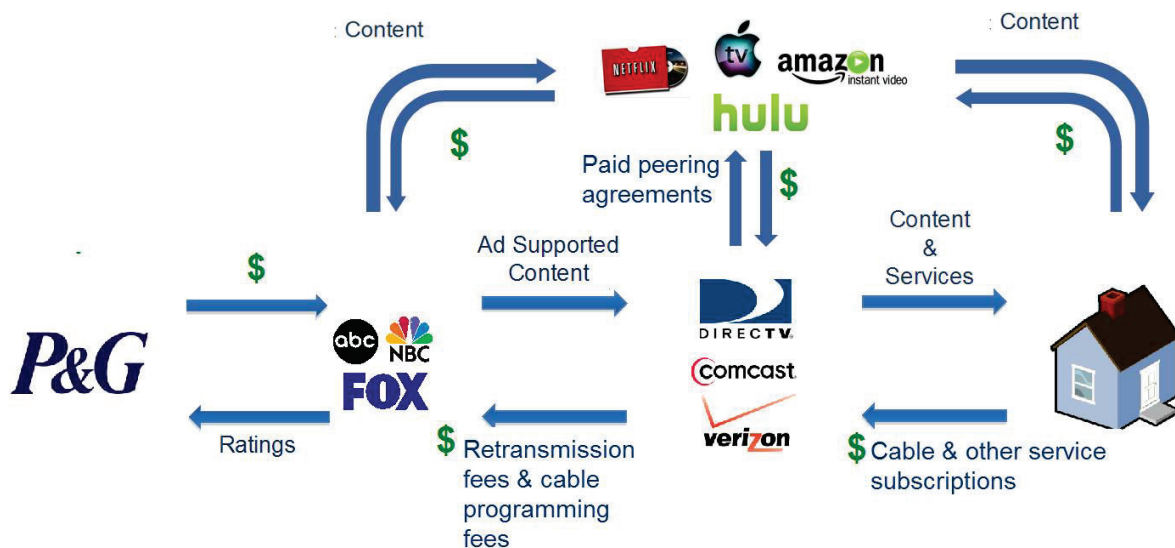 : Content
: Content
NETFLIX
tv
amazon
instant video
hulu
$
$
Paid peering
agreements
$
Content
&
Services
Ad Supported
Content
$
P&G
abc
NBC
FOX
DIRECTV
comcast.
verizon
Ratings
$ Retransmission
fees & cable
programming
fees
$ Cable & other service
subscriptions